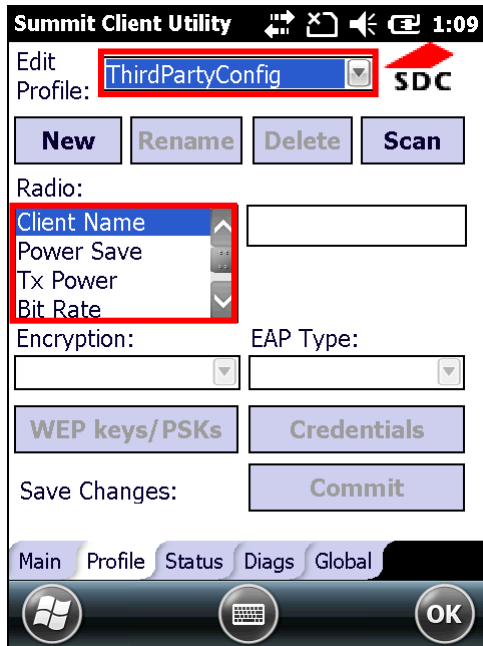 Summit Client Utility 1:09
Edit
Profile: ThirdPartyConfig
SDC
New Rename Delete Scan
Radio:
Client Name
Power Save
Tx Power
Bit Rate
Encryption: EAP Type:
WEP keys/PSKs Credentials
Save Changes: Commit
Main Profile Status Diags Global
OK